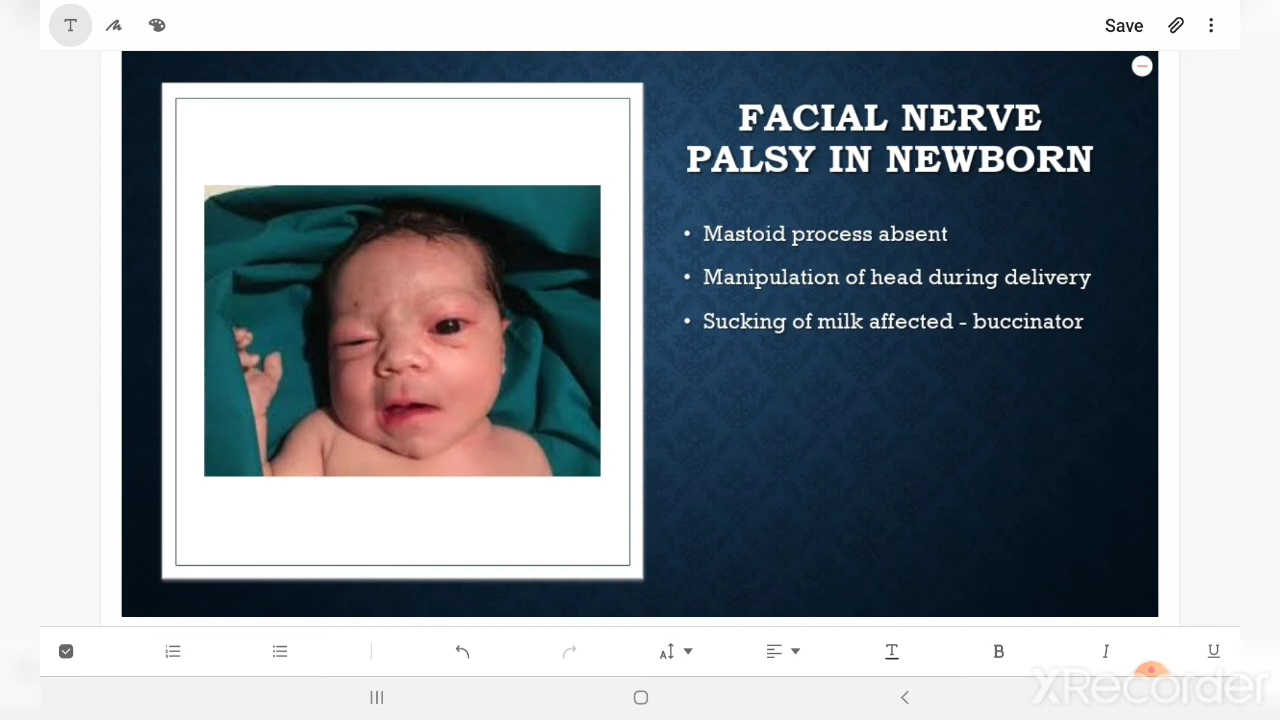 T
Save
FACIAL NERVE
PALSY IN NEWBORN
• Mastoid process absent
• Manipulation of head during delivery
• Sucking of milk affected - buccinator
T B I U
XRecorder